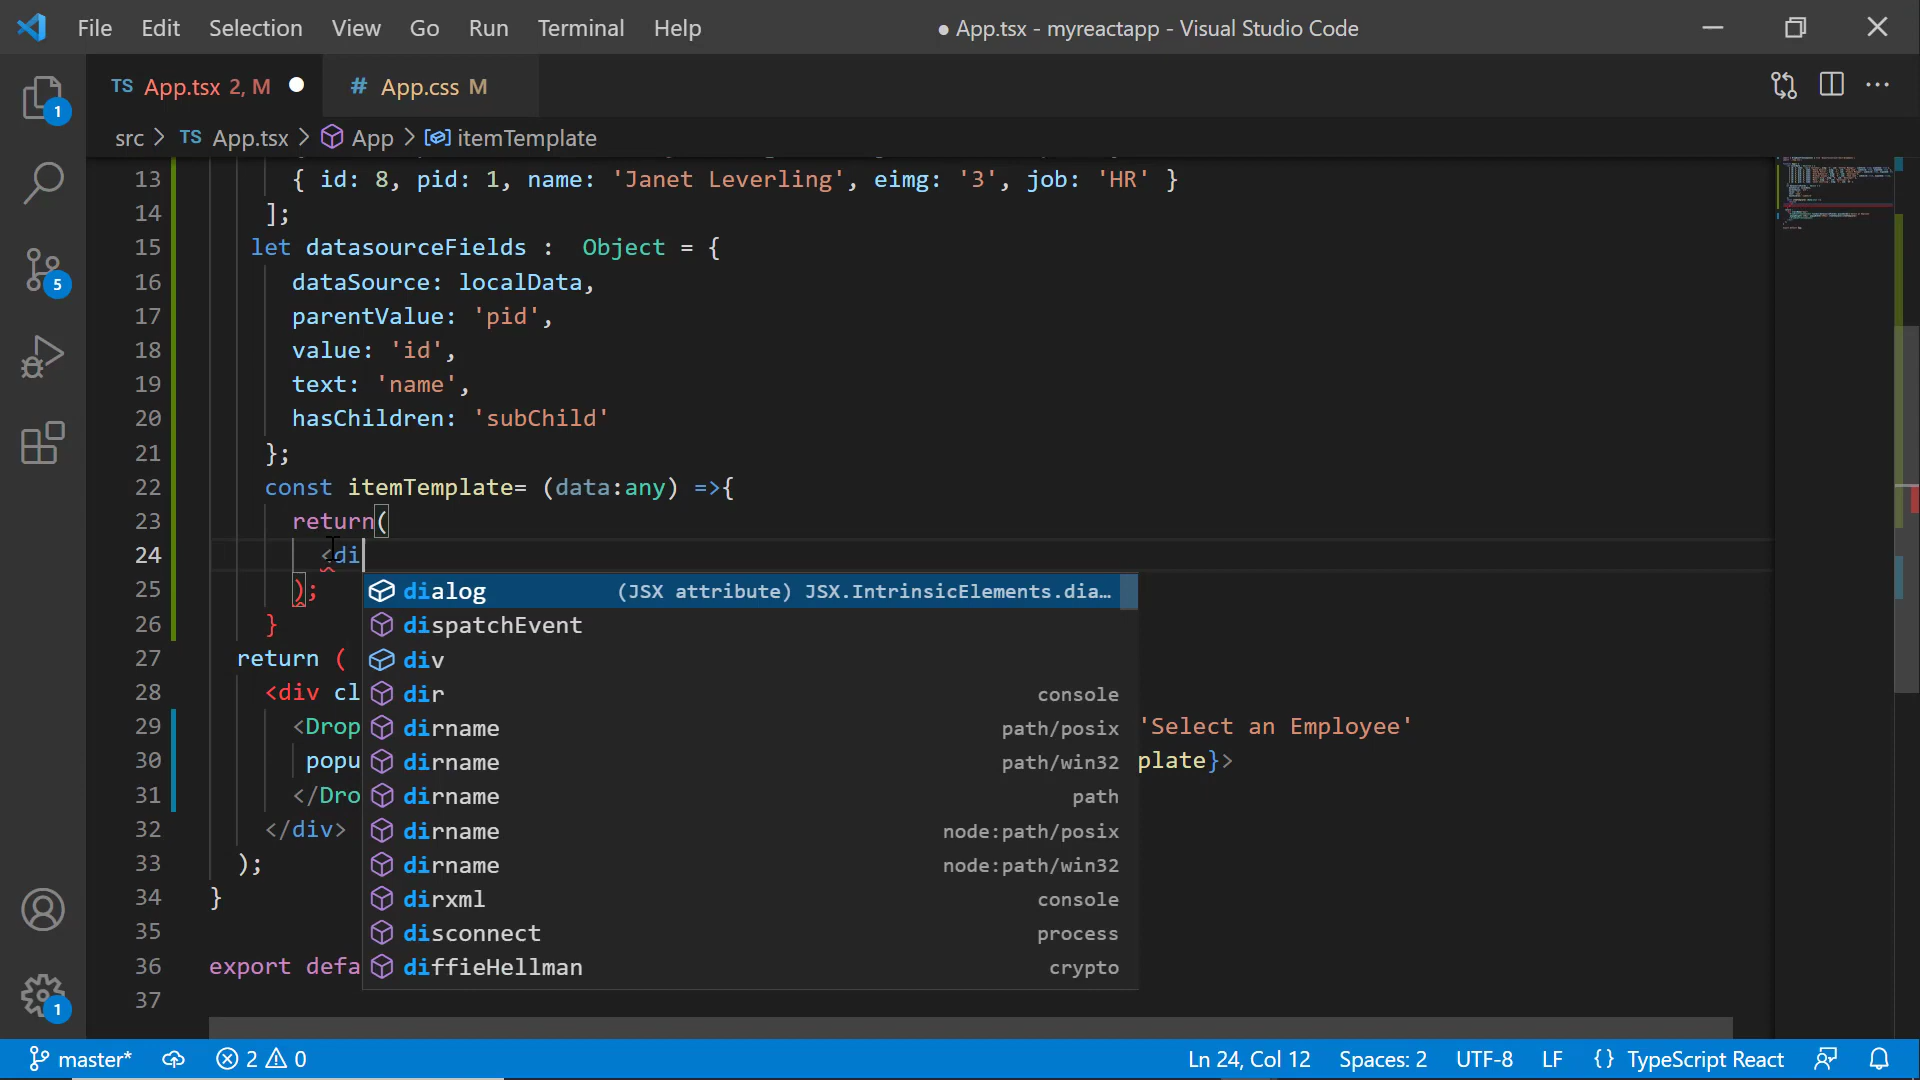 File Edit Selection View Go Run Terminal Help
● App.tsx - myreactapp - Visual Studio Code
TS App.tsx 2, M ● # App.css M
src > TS App.tsx > App > itemTemplate
13 { id: 8, pid: 1, name: 'Janet Leverling', eimg: '3', job: 'HR' }
14 ];
15 let datasourceFields : Object = {
16 dataSource: localData,
17 parentValue: 'pid',
18 value: 'id',
19 text: 'name',
20 hasChildren: 'subChild'
21 };
22 const itemTemplate= (data:any) =>{
23 return(
24 <di
25 );
26 }
27 return (
28 <div cl
29 <Drop 'Select an Employee'
30 popu plate}>
31 </Dro
32 </div>
33 );
34 }
35
36 export defa
37
dialog (JSX attribute) JSX.IntrinsicElements.dia…
dispatchEvent
div
dir console
dirname path/posix
dirname path/win32
dirname path
dirname node:path/posix
dirname node:path/win32
dirxml console
disconnect process
diffieHellman crypto
1
5
1
master* 2 0 Ln 24, Col 12 Spaces: 2 UTF-8 LF {} TypeScript React